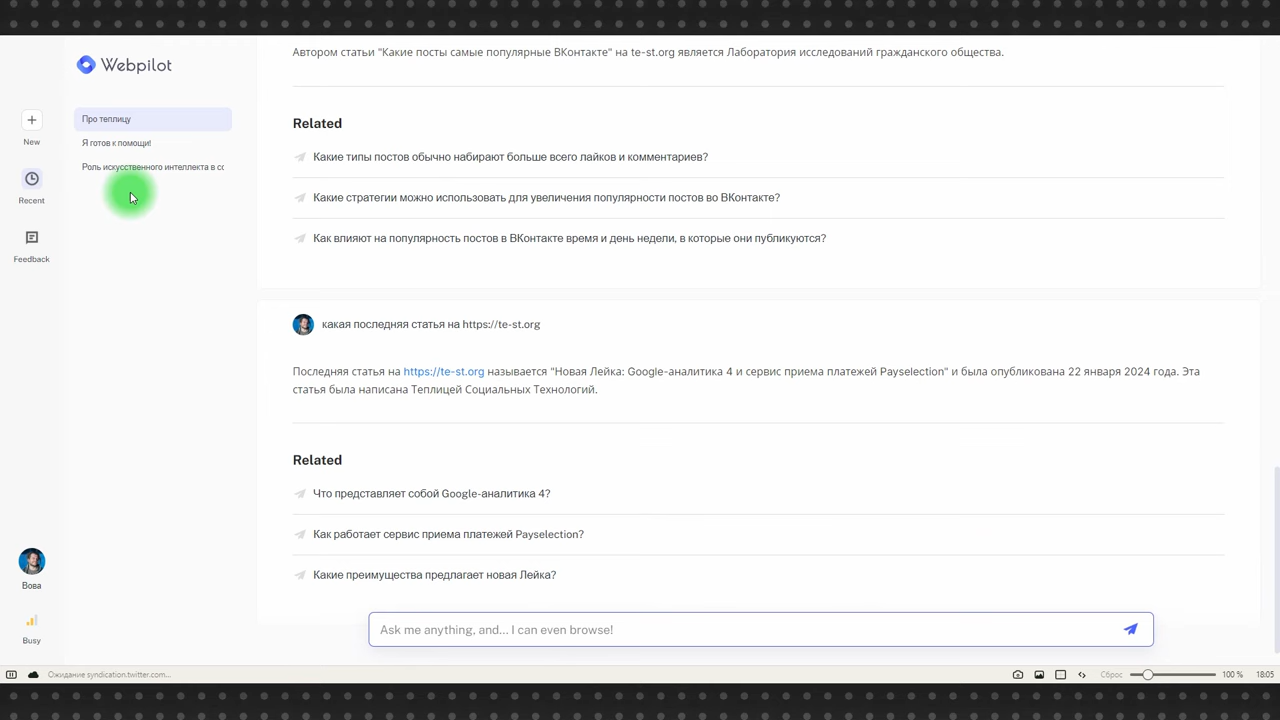 Webpilot
New
Recent
Feedback
Вова
Busy
Про теплицу
Я готов к помощи!
Роль искусственного интеллекта в сс
Автором статьи "Какие посты самые популярные ВКонтакте" на te-st.org является Лаборатория исследований гражданского общества.
Related
Какие типы постов обычно набирают больше всего лайков и комментариев?
Какие стратегии можно использовать для увеличения популярности постов во ВКонтакте?
Как влияют на популярность постов в ВКонтакте время и день недели, в которые они публикуются?
какая последняя статья на https://te-st.org
Последняя статья на https://te-st.org называется "Новая Лейка: Google-аналитика 4 и сервис приема платежей Payselection" и была опубликована 22 января 2024 года. Эта
статья была написана Теплицей Социальных Технологий.
Related
Что представляет собой Google-аналитика 4?
Как работает сервис приема платежей Payselection?
Какие преимущества предлагает новая Лейка?
Ask me anything, and... I can even browse!
Ожидание syndication.twitter.com...
Сброс
100 %
18:05